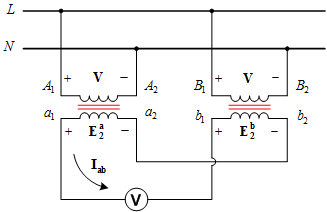 L
N
+ V −
+ V −
A1 A2
B1 B2
a1 a2
b1 b2
+ E2a −
+ E2b −
Iab
V